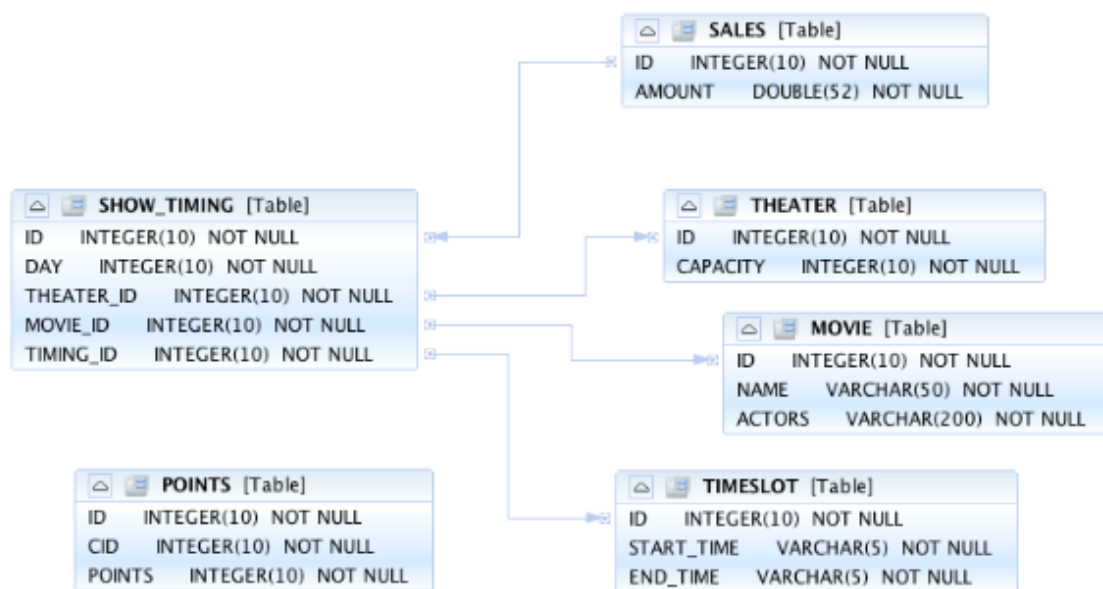 SALES [Table]
ID INTEGER(10) NOT NULL
AMOUNT DOUBLE(52) NOT NULL
SHOW_TIMING [Table]
ID INTEGER(10) NOT NULL
DAY INTEGER(10) NOT NULL
THEATER_ID INTEGER(10) NOT NULL
MOVIE_ID INTEGER(10) NOT NULL
TIMING_ID INTEGER(10) NOT NULL
THEATER [Table]
ID INTEGER(10) NOT NULL
CAPACITY INTEGER(10) NOT NULL
MOVIE [Table]
ID INTEGER(10) NOT NULL
NAME VARCHAR(50) NOT NULL
ACTORS VARCHAR(200) NOT NULL
POINTS [Table]
ID INTEGER(10) NOT NULL
CID INTEGER(10) NOT NULL
POINTS INTEGER(10) NOT NULL
TIMESLOT [Table]
ID INTEGER(10) NOT NULL
START_TIME VARCHAR(5) NOT NULL
END_TIME VARCHAR(5) NOT NULL